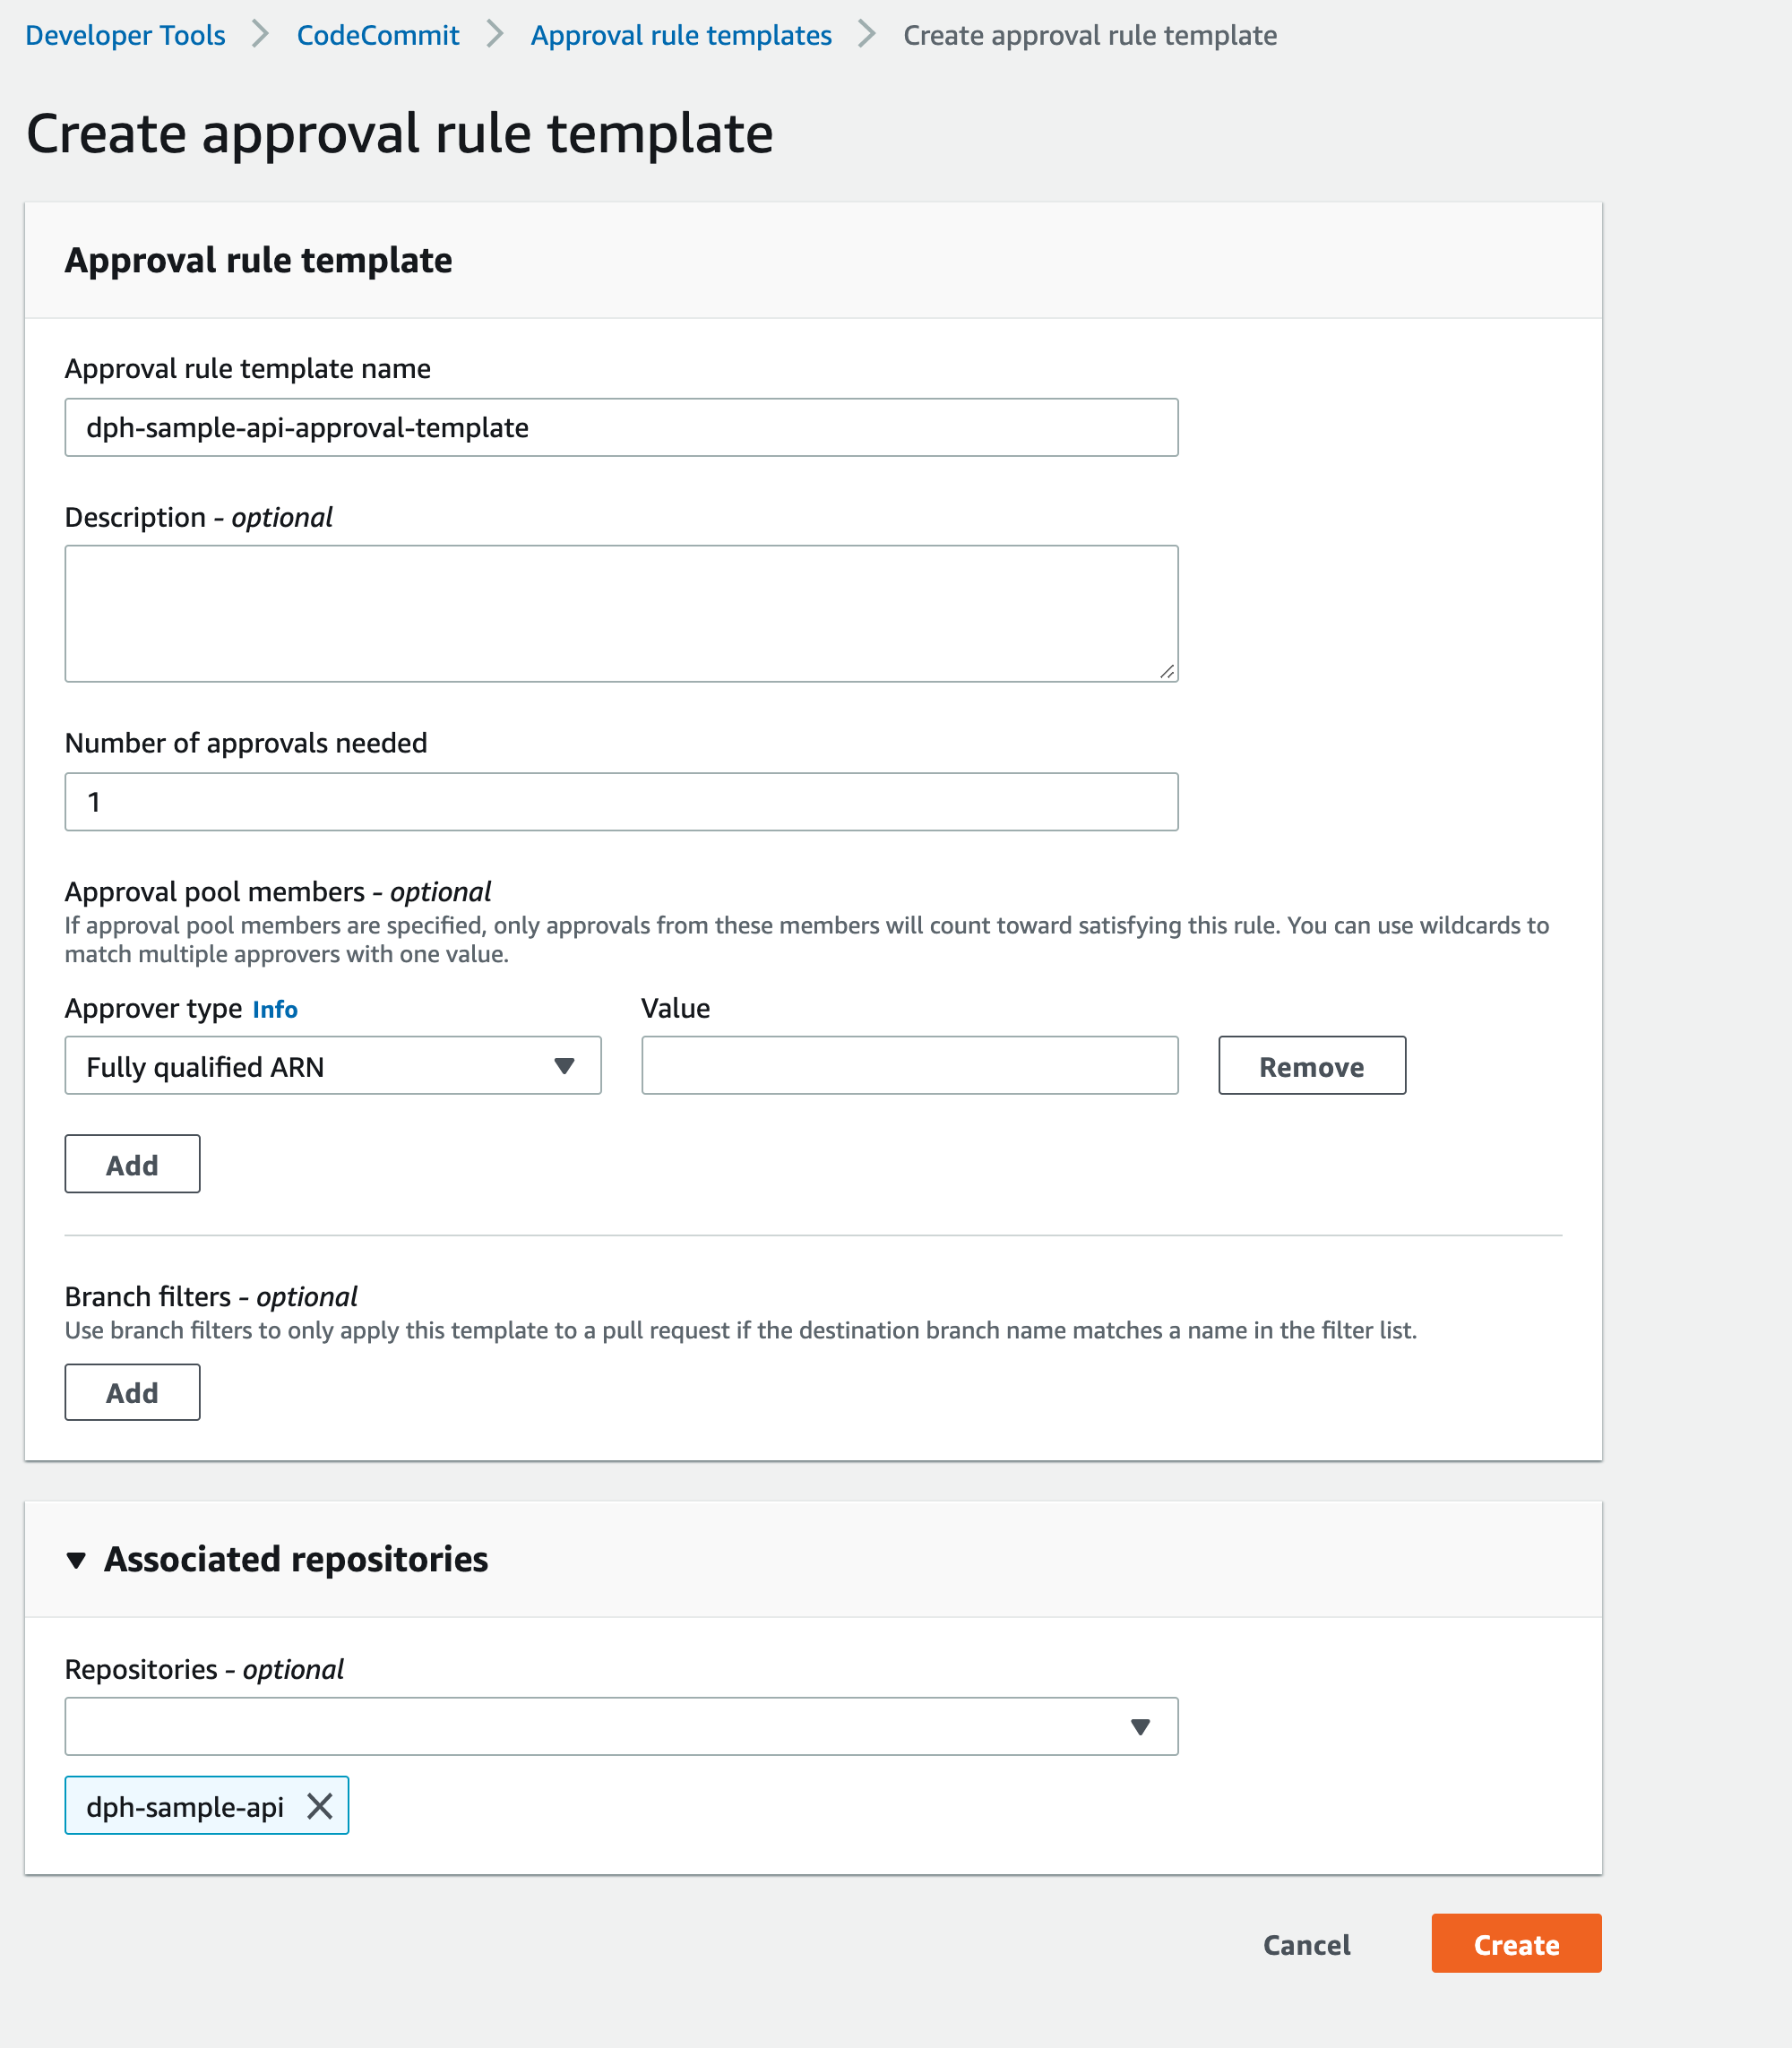 Developer Tools > CodeCommit > Approval rule templates > Create approval rule template
Create approval rule template
Approval rule template
Approval rule template name
dph-sample-api-approval-template
Description - optional
Number of approvals needed
1
Approval pool members - optional
If approval pool members are specified, only approvals from these members will count toward satisfying this rule. You can use wildcards to
match multiple approvers with one value.
Approver type Info Value
Fully qualified ARN Remove
Add
Branch filters - optional
Use branch filters to only apply this template to a pull request if the destination branch name matches a name in the filter list.
Add
Associated repositories
Repositories - optional
dph-sample-api
Cancel Create